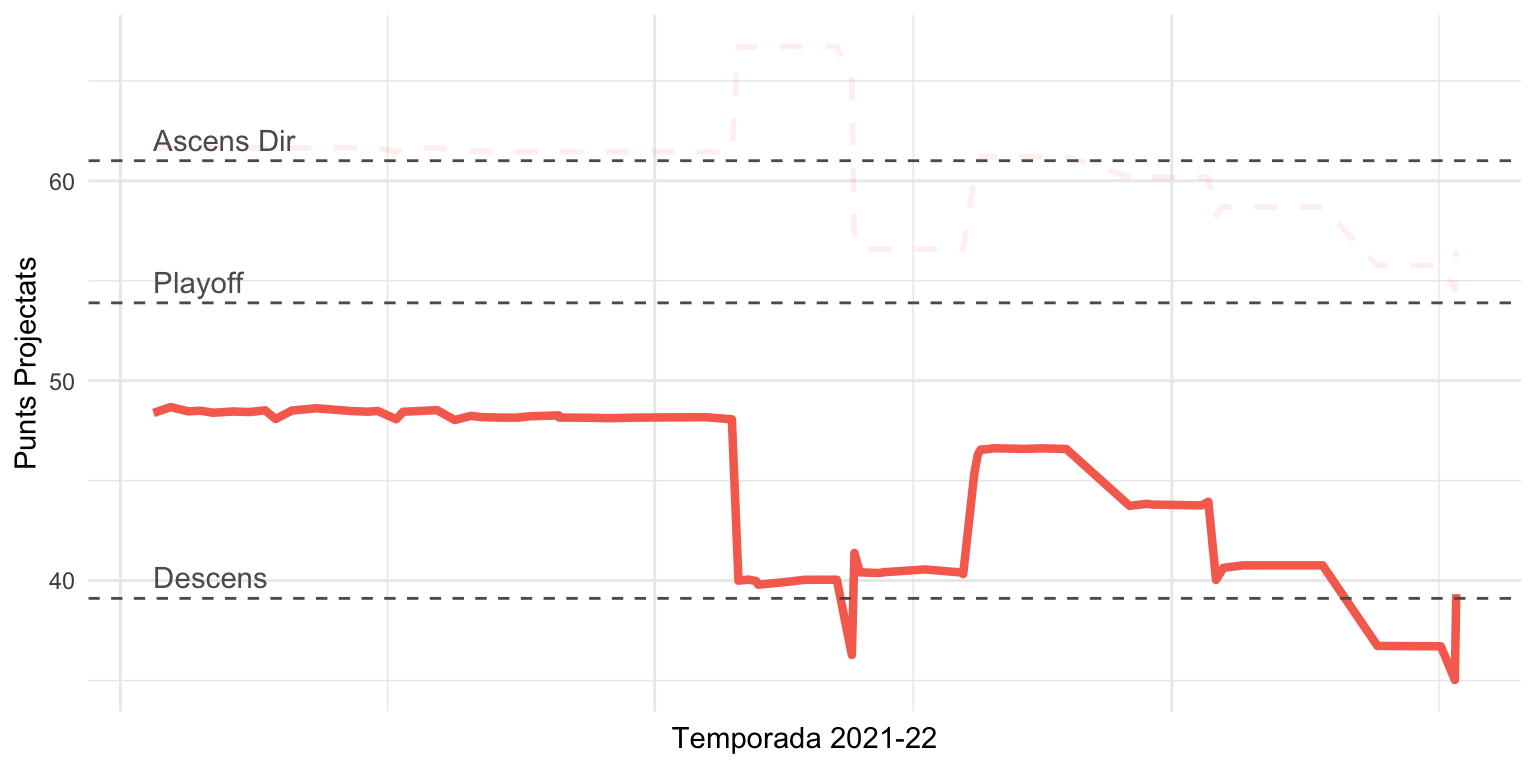 Ascens Dir
60
Playoff
50
Descens
40
Punts Projectats
Temporada 2021-22